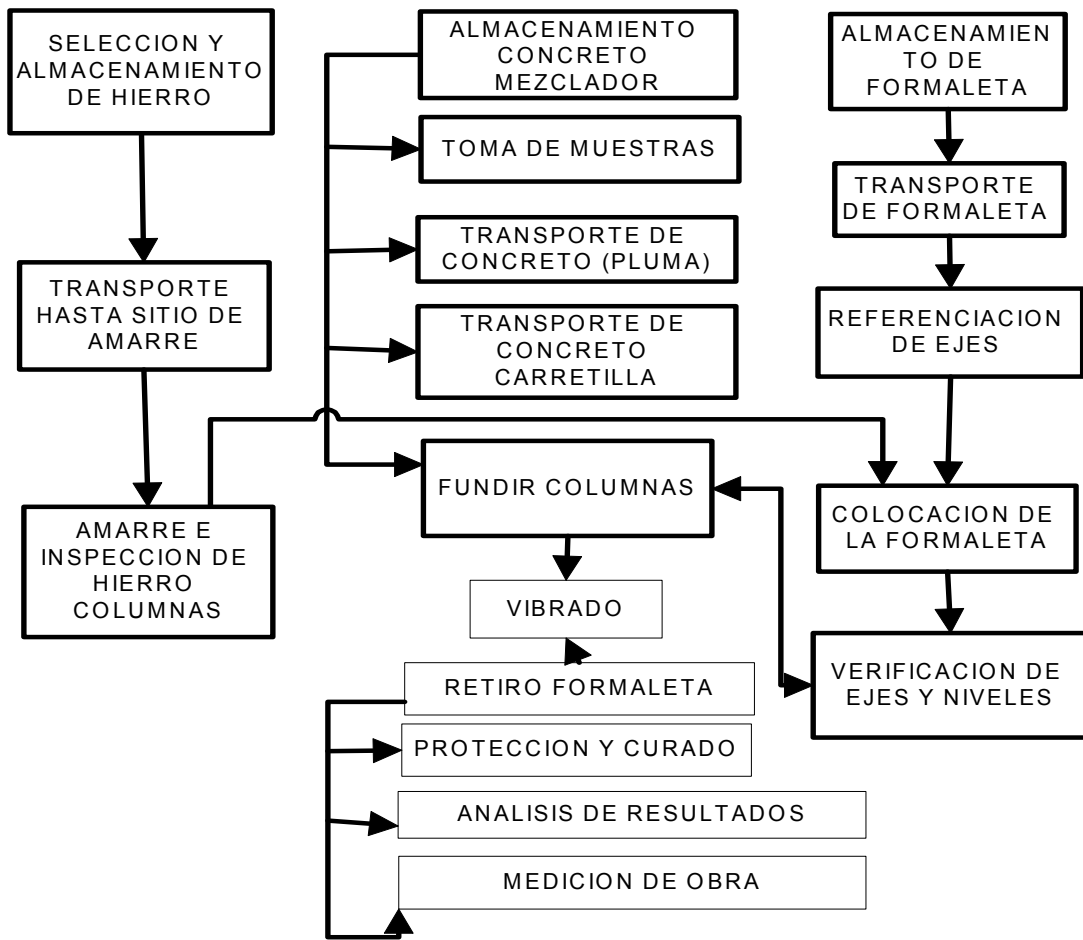 SELECCION Y
ALMACENAMIENTO
DE HIERRO
TRANSPORTE
HASTA SITIO DE
AMARRE
AMARRE E
INSPECCION DE
HIERRO
COLUMNAS
ALMACENAMIENTO
CONCRETO
MEZCLADOR
TOMA DE MUESTRAS
TRANSPORTE DE
CONCRETO (PLUMA)
TRANSPORTE DE
CONCRETO
CARRETILLA
FUNDIR COLUMNAS
VIBRADO
RETIRO FORMALETA
PROTECCION Y CURADO
ANALISIS DE RESULTADOS
MEDICION DE OBRA
ALMACENAMIEN
TO DE
FORMALETA
TRANSPORTE
DE FORMALETA
REFERENCIACION
DE EJES
COLOCACION DE
LA FORMALETA
VERIFICACION DE
EJES Y NIVELES